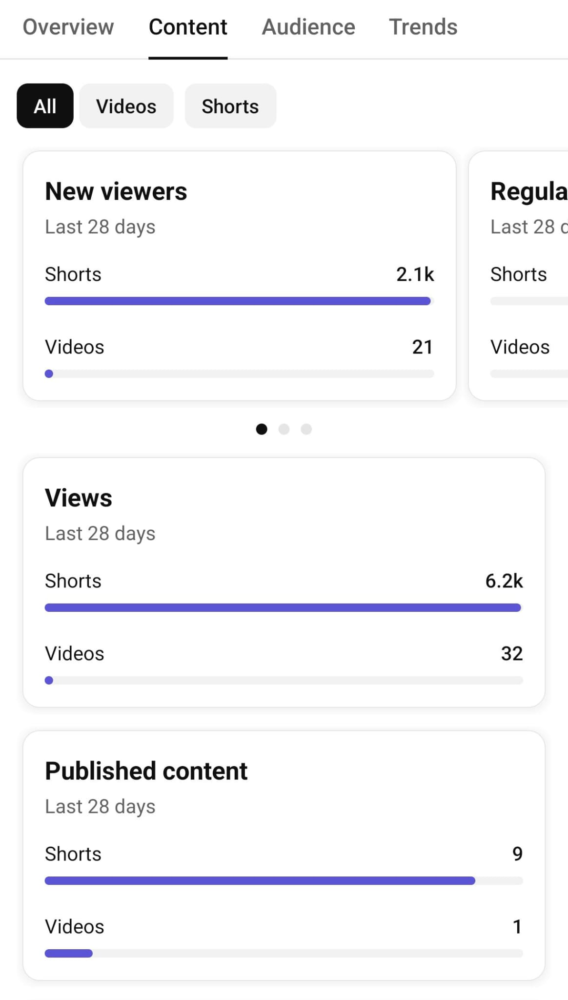 Overview Content Audience Trends
All Videos Shorts
New viewers
Last 28 days
Shorts 2.1k
Videos 21
Regula
Last 28 d
Shorts
Videos
Views
Last 28 days
Shorts 6.2k
Videos 32
Published content
Last 28 days
Shorts 9
Videos 1